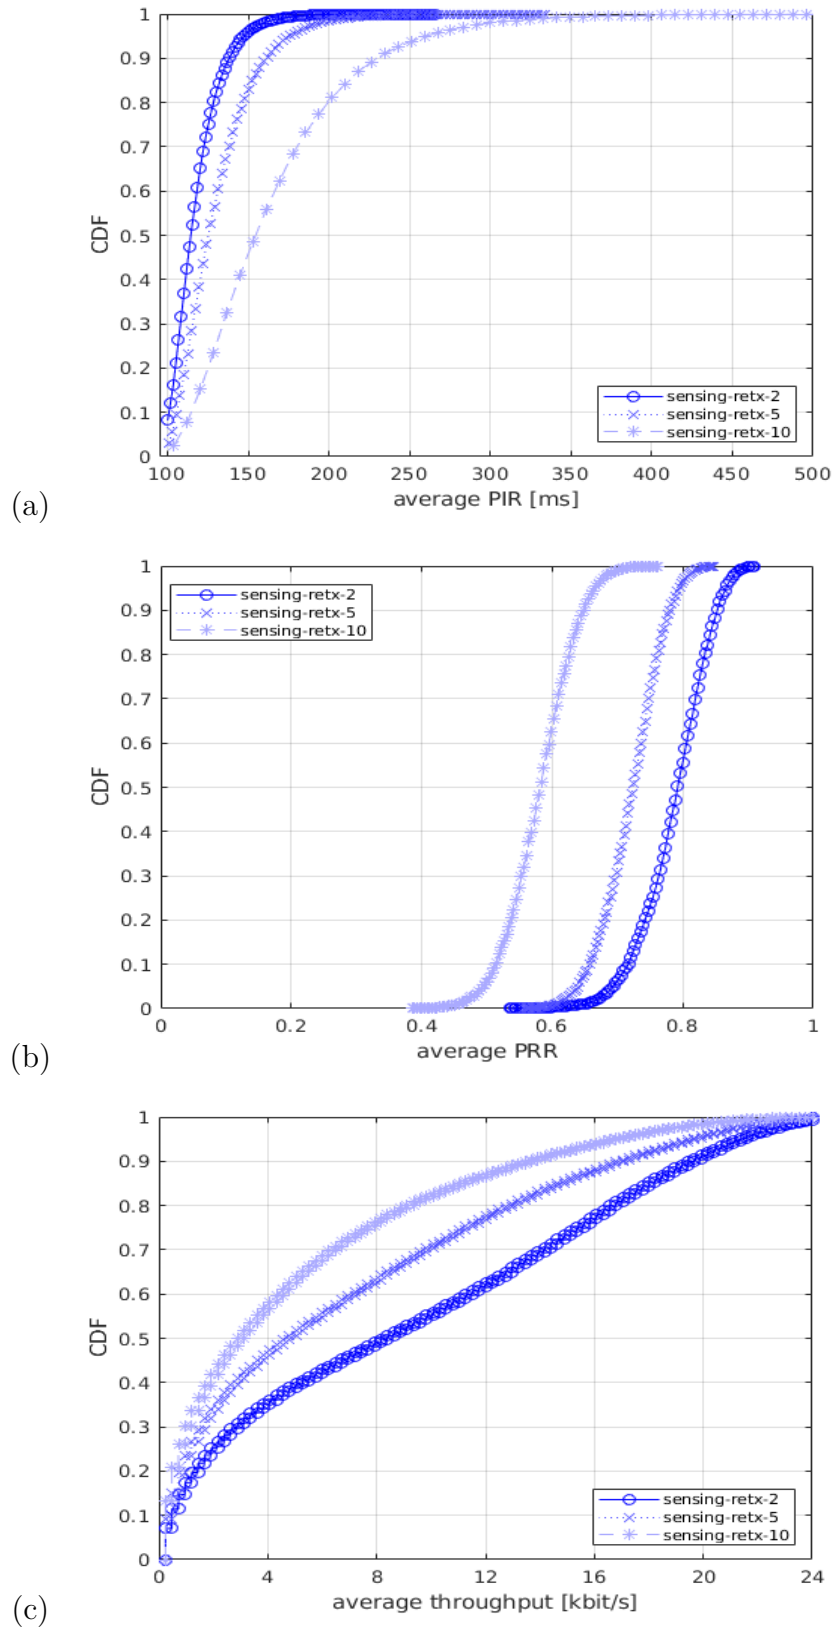 1
0.9
0.8
0.7
0.6
0.5
0.4
0.3
0.2
0.1
0
CDF
sensing-retx-2
sensing-retx-5
sensing-retx-10
100 150 200 250 300 350 400 450 500
average PIR [ms]
(a)
1
0.9
0.8
0.7
0.6
0.5
0.4
0.3
0.2
0.1
0
CDF
sensing-retx-2
sensing-retx-5
sensing-retx-10
0 0.2 0.4 0.6 0.8 1
average PRR
(b)
1
0.9
0.8
0.7
0.6
0.5
0.4
0.3
0.2
0.1
0
CDF
sensing-retx-2
sensing-retx-5
sensing-retx-10
0 4 8 12 16 20 24
average throughput [kbit/s]
(c)